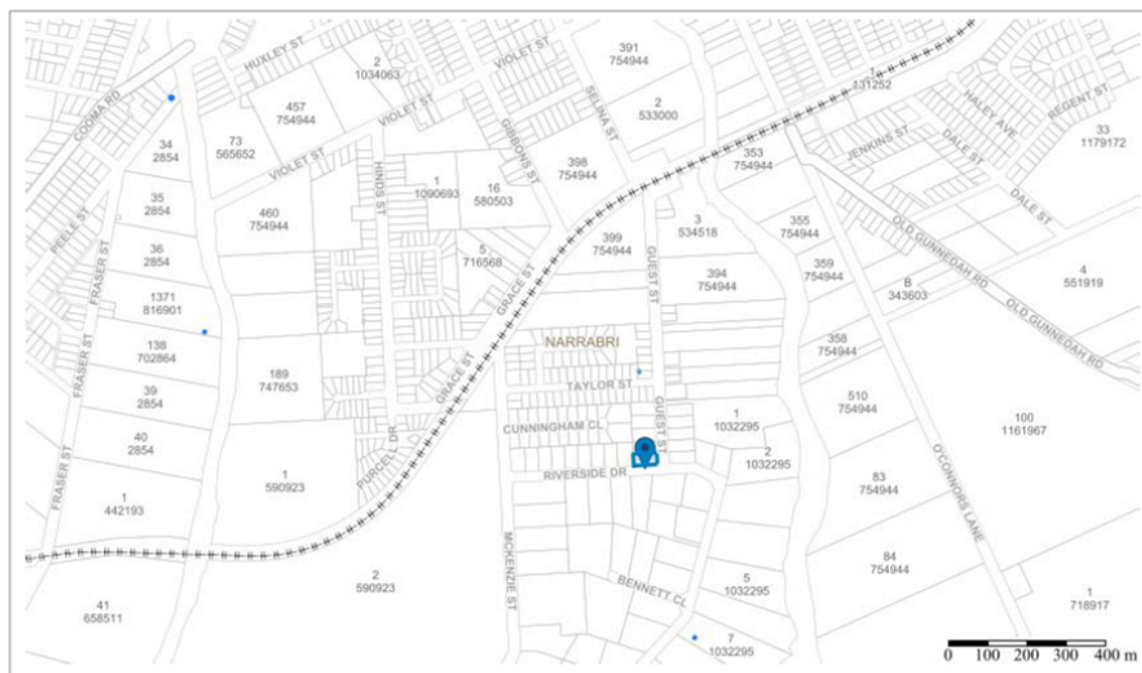 HUXLEY ST
COOMA RD
2
1034063
VIOLET ST
391
754944
1
131252
457
754944
VIOLET ST
2
533000
SELINA ST
GIBBONS ST
HALEY AVE
REGENT ST
33
1179172
34
2854
73
565652
JENKINS ST
DALE ST
VIOLET ST
HINDS ST
1
1090693
16
580503
398
754944
353
754944
35
2854
PEELE ST
460
754944
3
534518
355
754944
OLD GUNNEDAH RD
DALE ST
36
2854
FRASER ST
5
716568
399
754944
GUEST ST
394
754944
359
754944
B
343603
4
551919
1371
816901
GRACE ST
OLD GUNNEDAH RD
138
702864
NARRABRI
358
754944
FRASER ST
189
747653
GRACE ST
TAYLOR ST
39
2854
510
754944
100
1161967
40
2854
PURCELL DR
CUNNINGHAM CL
GUEST ST
1
1032295
2
1032295
FRASER ST
1
590923
RIVERSIDE DR
83
754944
O'CONNORS LANE
1
442193
MCKENZIE ST
84
754944
2
590923
BENNETT CL
5
1032295
41
658511
1
718917
7
1032295
0 100 200 300 400 m